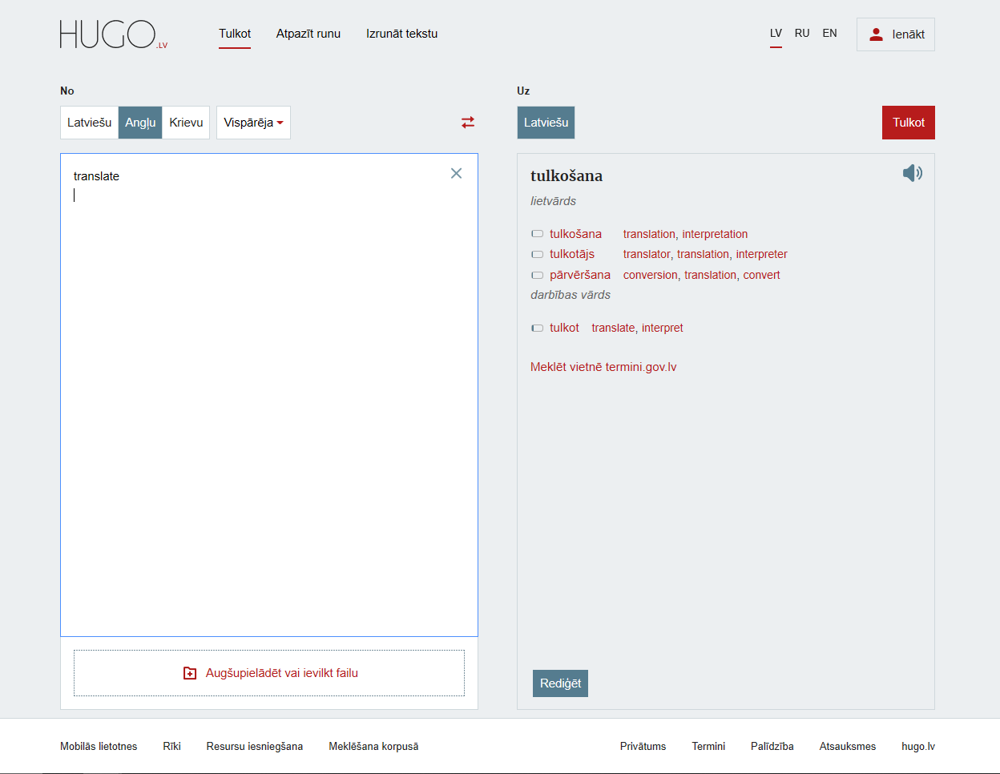 HUGO.LV
Tulkot Atpazīt runu Izrunāt tekstu
LV RU EN Ienākt
No
Latviešu Angļu Krievu Vispārēja
Uz
Latviešu Tulkot
translate
tulkošana
lietvārds
tulkošana translation, interpretation
tulkotājs translator, translation, interpreter
pārvēršana conversion, translation, convert
darbības vārds
tulkot translate, interpret
Meklēt vietnē termini.gov.lv
Augšupielādēt vai ievilkt failu
Rediģēt
Mobilās lietotnes Rīki Resursu iesniegšana Meklēšana korpusā
Privātums Termini Palīdzība Atsauksmes hugo.lv